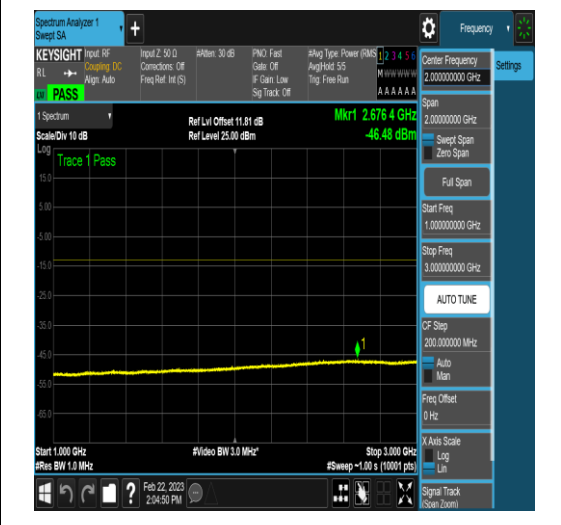 Spectrum Analyzer 1
Swept SA
+
Frequency
KEYSIGHT
RL
PASS
Input: RF
Coupling: DC
Align: Auto
Input Z: 50 Ω
Corrections: Off
Freq Ref: Int (S)
#Atten: 30 dB
PNO: Fast
Gate: Off
IF Gain: Low
Sig Track: Off
#Avg Type: Power (RMS
Avg|Hold: 5/5
Trig: Free Run
1 2 3 4 5 6
M w w w w w
A A A A A A
1 Spectrum
Scale/Div 10 dB
Ref Lvl Offset 11.81 dB
Ref Level 25.00 dBm
Mkr1 2.676 4 GHz
-46.48 dBm
Log
Trace 1 Pass
15.0
5.00
-5.00
-15.0
-25.0
-35.0
-45.0
-55.0
-65.0
1
Start 1.000 GHz
#Res BW 1.0 MHz
#Video BW 3.0 MHz*
Stop 3.000 GHz
#Sweep ~1.00 s (10001 pts)
?
Feb 22, 2023
2:04:50 PM
Center Frequency
2.000000000 GHz
Settings
Span
2.00000000 GHz
Swept Span
Zero Span
Full Span
Start Freq
1.000000000 GHz
Stop Freq
3.000000000 GHz
AUTO TUNE
CF Step
200.000000 MHz
Auto
Man
Freq Offset
0 Hz
X Axis Scale
Log
Lin
Signal Track
(Span Zoom)